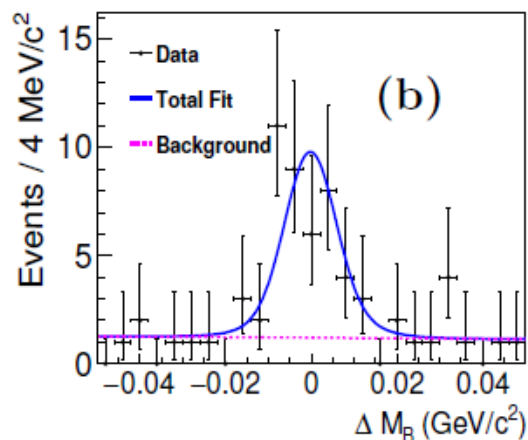 Events / 4 MeV/c²
15
10
5
0
Data
Total Fit
Background
(b)
−0.04 −0.02 0 0.02 0.04
Δ M_B (GeV/c²)